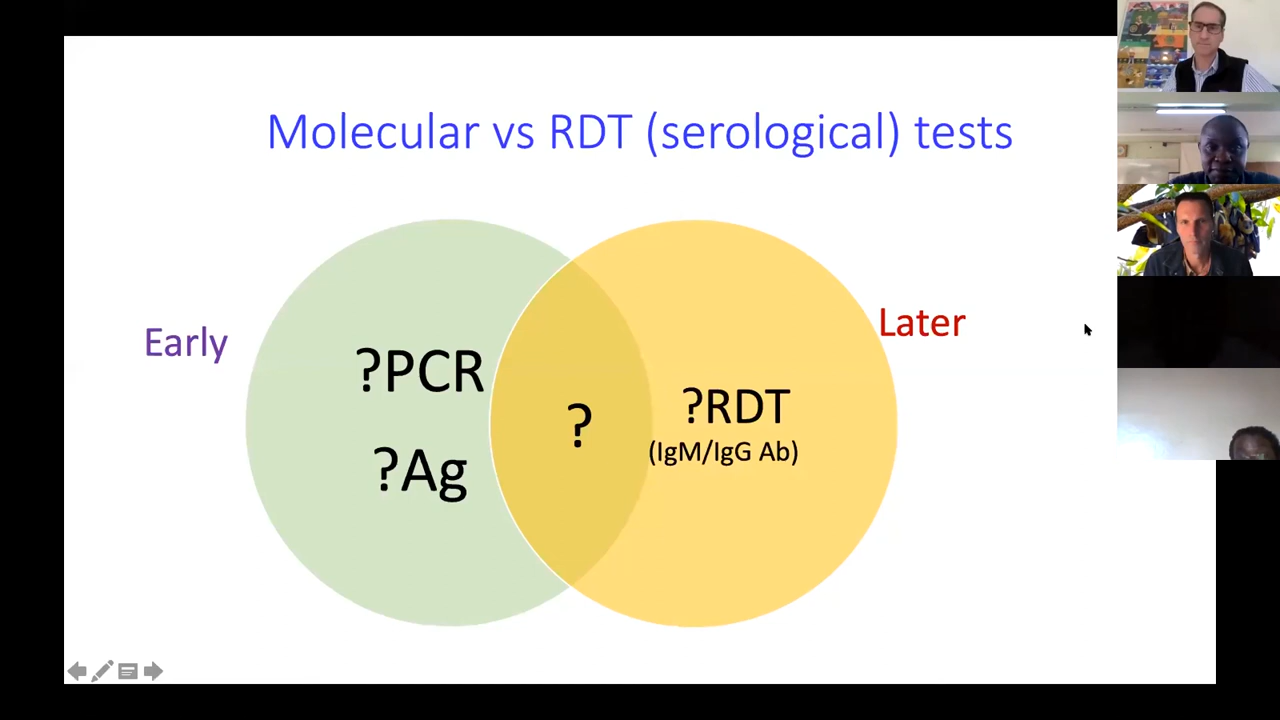 Molecular vs RDT (serological) tests
Early
?PCR
?Ag
?
?RDT
(IgM/IgG Ab)
Later